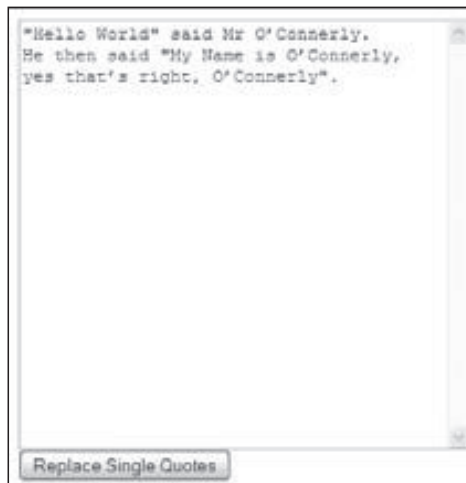 "Hello World" said Mr O'Connerly.
He then said "My Name is O'Connerly,
yes that's right, O'Connerly".
Replace Single Quotes